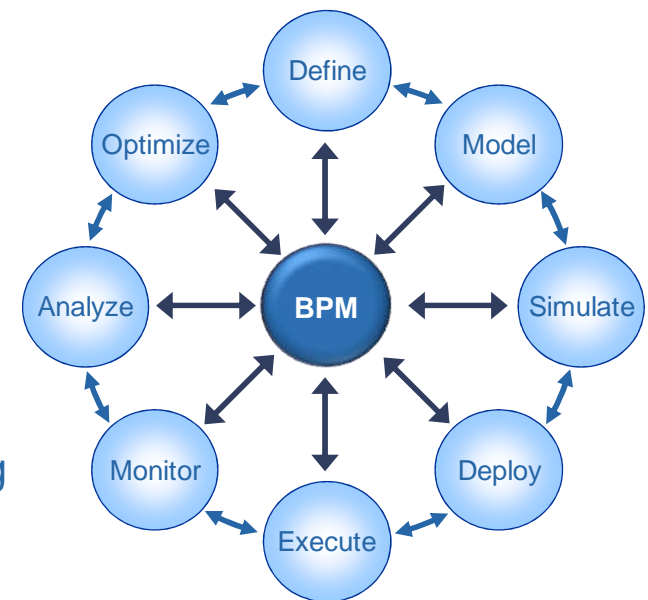 Define
Optimize
Model
Analyze
BPM
Simulate
Monitor
Deploy
Execute
g